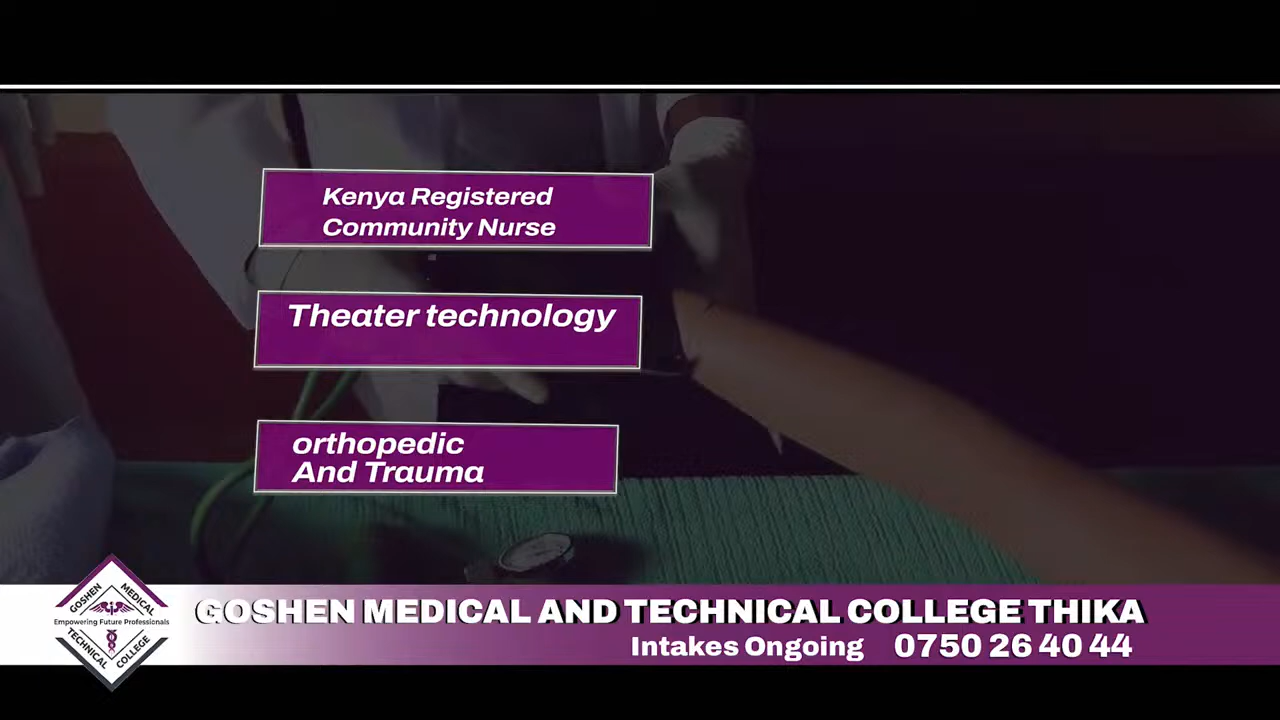 Kenya Registered
Community Nurse
Theater technology
orthopedic
And Trauma
GOSHEN MEDICAL
Empowering Future Professionals
TECHNICAL COLLEGE
GOSHEN MEDICAL AND TECHNICAL COLLEGE THIKA
Intakes Ongoing 0750 26 40 44